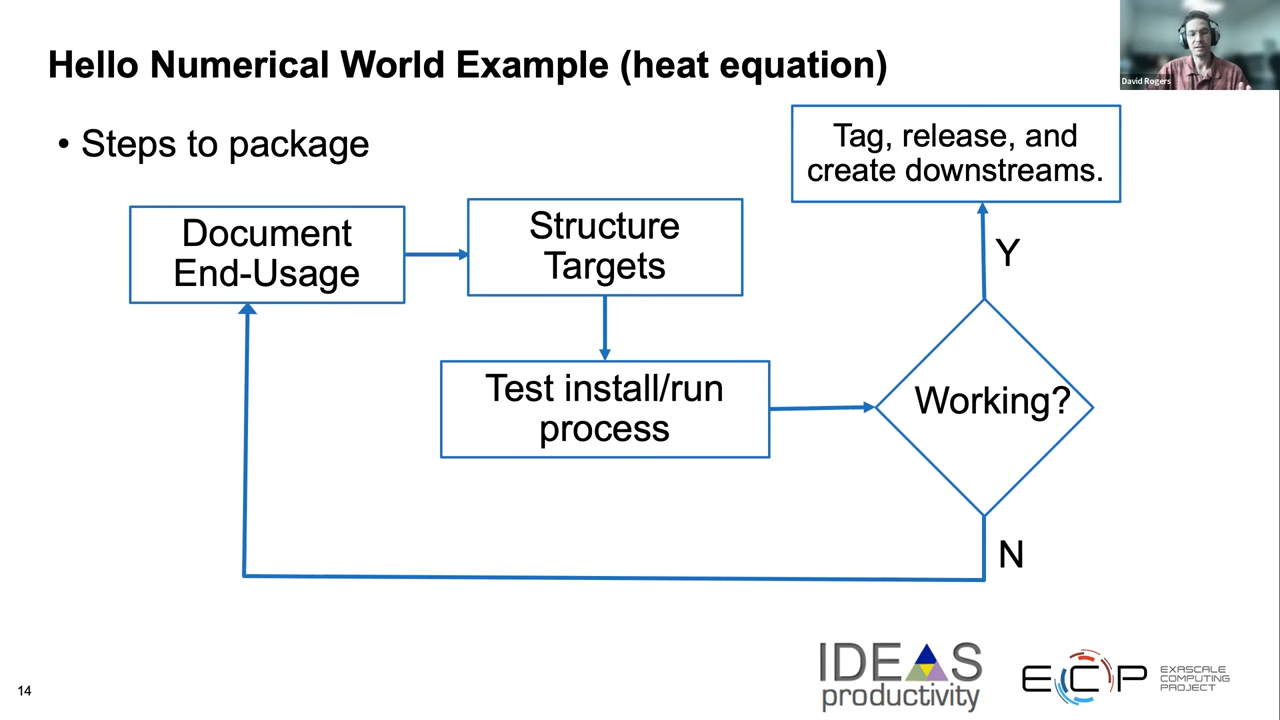 Hello Numerical World Example (heat equation)
David Rogers
• Steps to package
Tag, release, and
create downstreams.
Document
End-Usage
Structure
Targets
Y
Test install/run
process
Working?
N
14
IDEAS
productivity
ECP
EXASCALE
COMPUTING
PROJECT